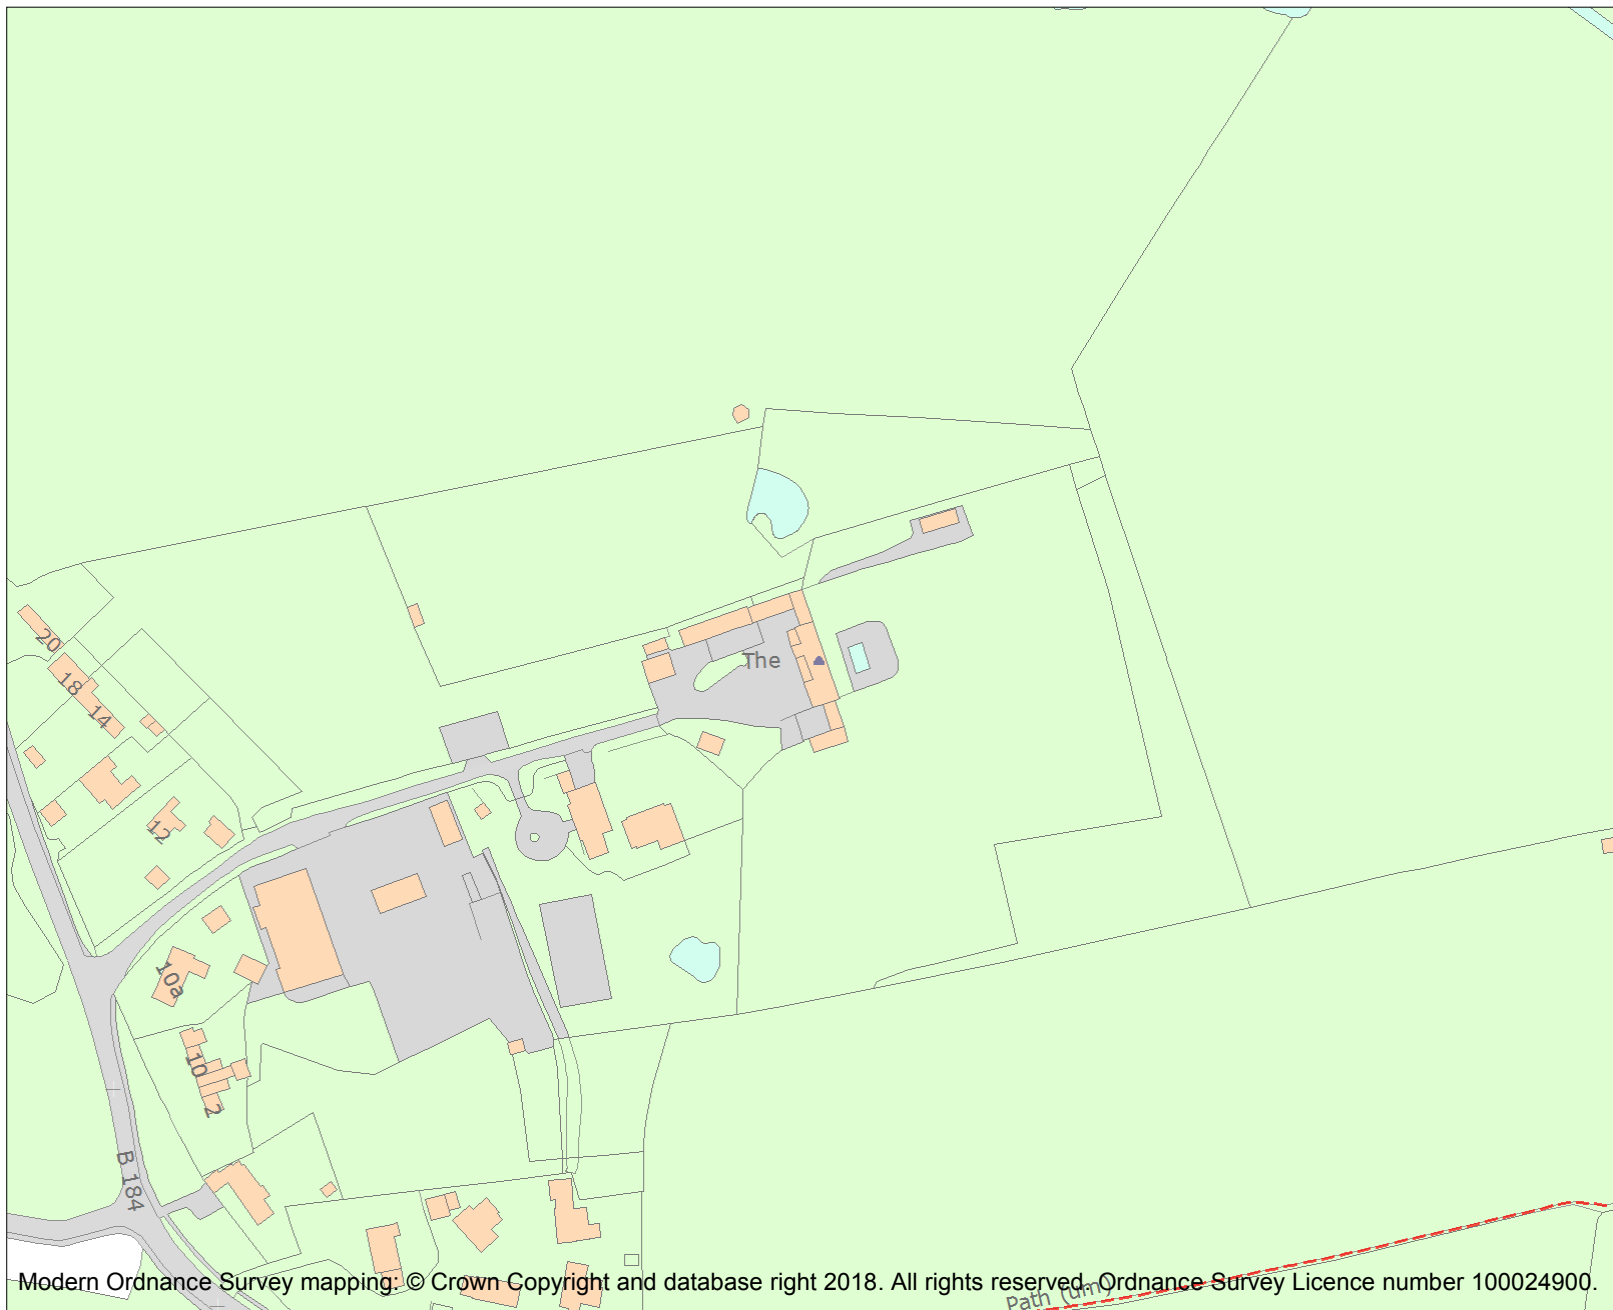 20
18
14
The
12
10a
10
2
B 184
Path (um)
Modern Ordnance Survey mapping: © Crown Copyright and database right 2018. All rights reserved. Ordnance Survey Licence number 100024900.